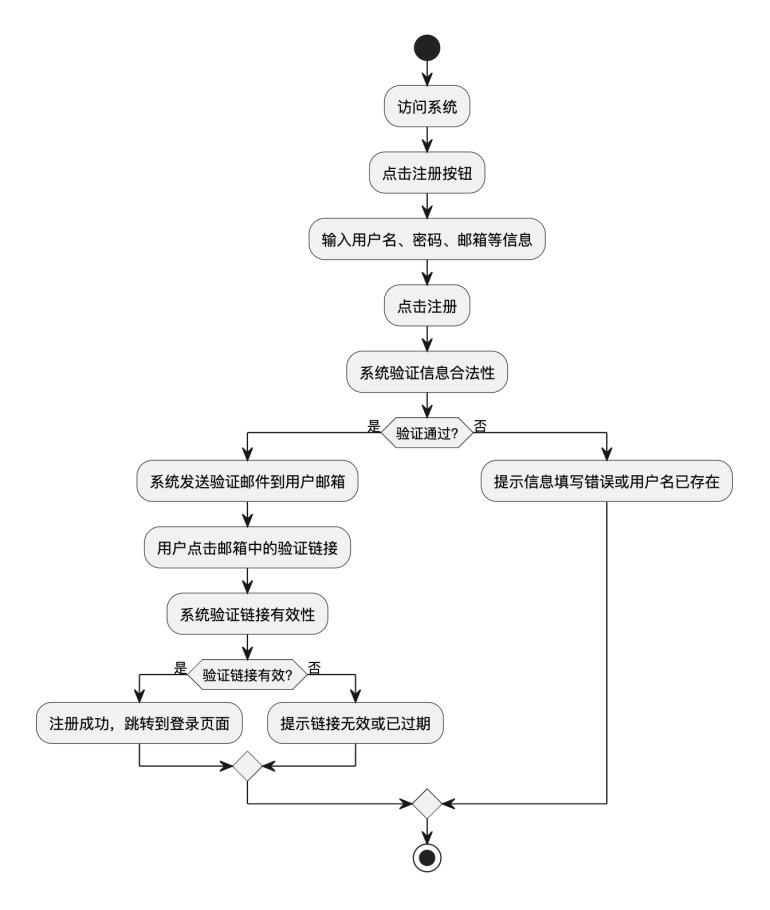 访问系统
点击注册按钮
输入用户名、密码、邮箱等信息
点击注册
系统验证信息合法性
验证通过?
是
否
系统发送验证邮件到用户邮箱
提示信息填写错误或用户名已存在
用户点击邮箱中的验证链接
系统验证链接有效性
验证链接有效?
是
否
注册成功，跳转到登录页面
提示链接无效或已过期